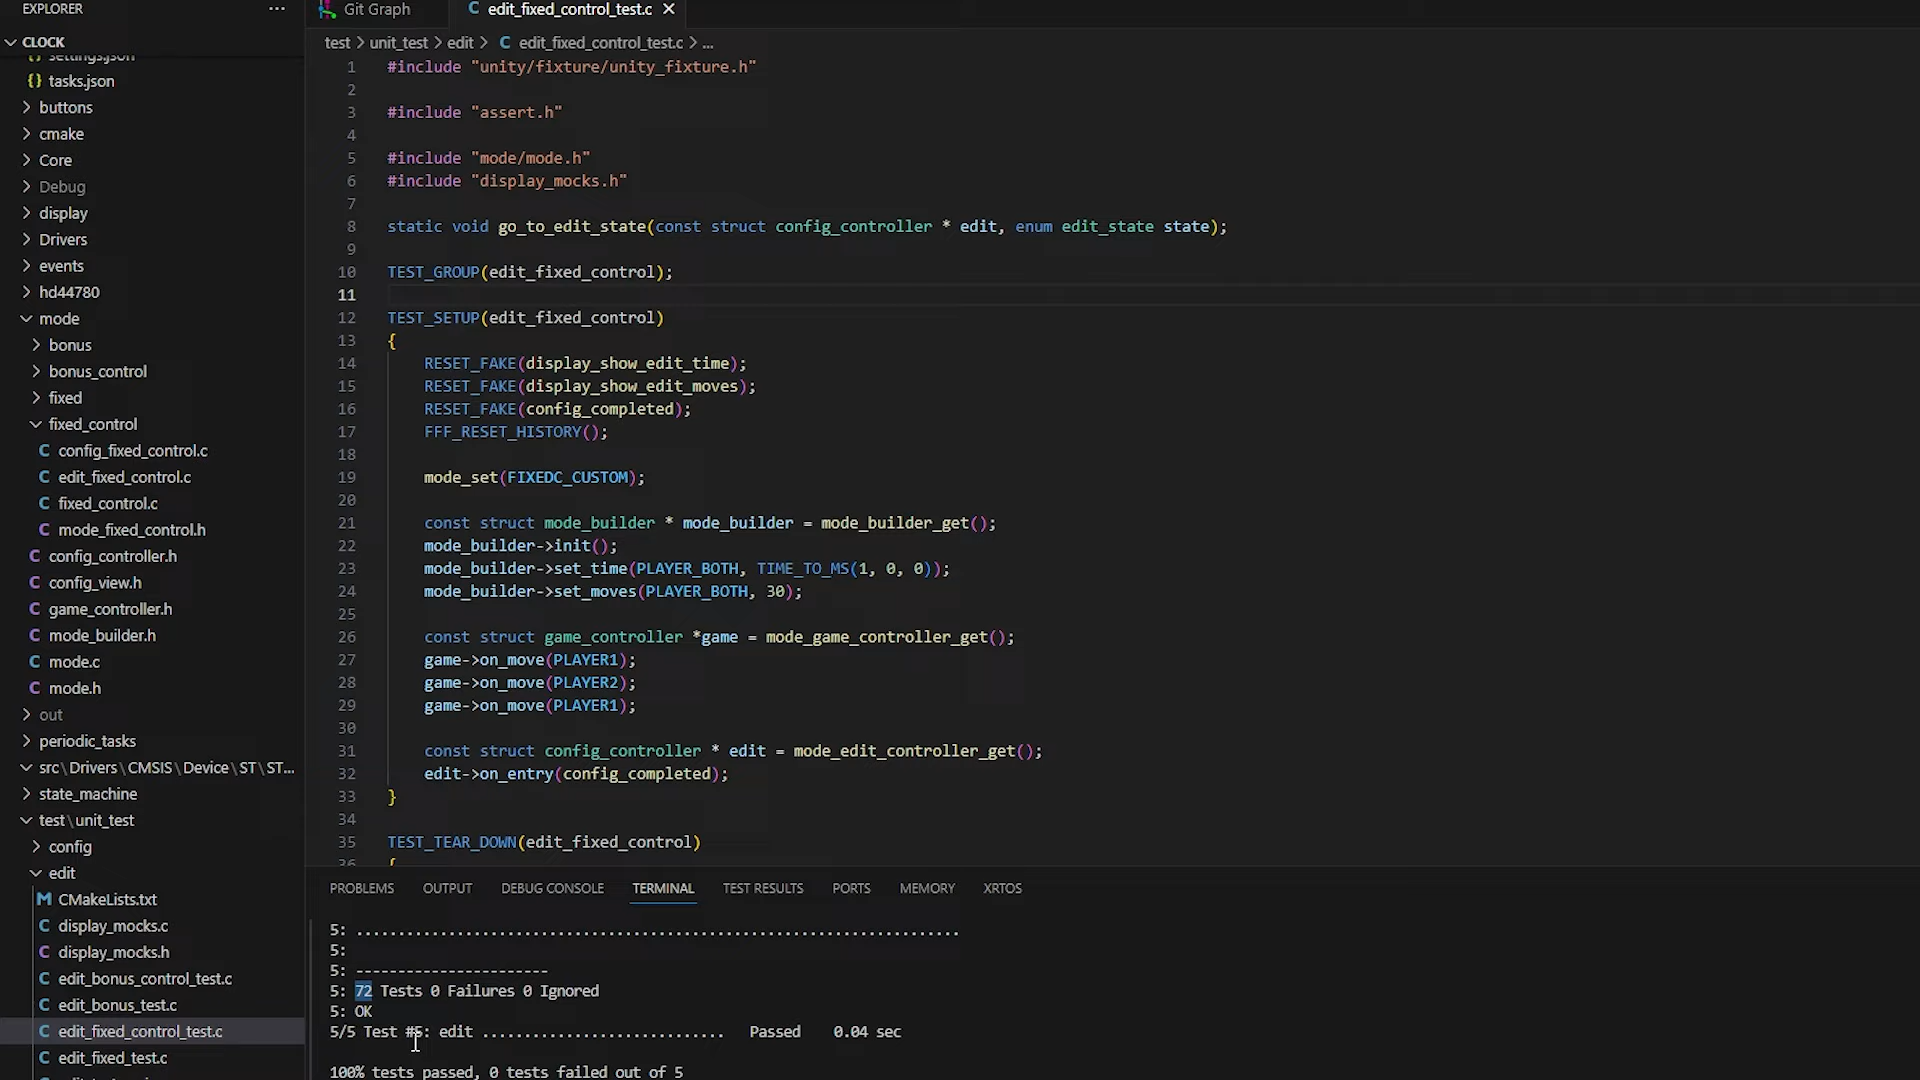 EXPLORER
...
CLOCK
settings.json
tasks.json
buttons
cmake
Core
Debug
display
Drivers
events
hd44780
mode
bonus
bonus_control
fixed
fixed_control
config_fixed_control.c
edit_fixed_control.c
fixed_control.c
mode_fixed_control.h
config_controller.h
config_view.h
game_controller.h
mode_builder.h
mode.c
mode.h
out
periodic_tasks
src\Drivers\CMSIS\Device\ST\ST...
state_machine
test\unit_test
config
edit
CMakeLists.txt
display_mocks.c
display_mocks.h
edit_bonus_control_test.c
edit_bonus_test.c
edit_fixed_control_test.c
edit_fixed_test.c
Git Graph
C edit_fixed_control_test.c ×
test > unit_test > edit > C edit_fixed_control_test.c > ...
1 #include "unity/fixture/unity_fixture.h"
2
3 #include "assert.h"
4
5 #include "mode/mode.h"
6 #include "display_mocks.h"
7
8 static void go_to_edit_state(const struct config_controller * edit, enum edit_state state);
9
10 TEST_GROUP(edit_fixed_control);
11
12 TEST_SETUP(edit_fixed_control)
13 {
14 RESET_FAKE(display_show_edit_time);
15 RESET_FAKE(display_show_edit_moves);
16 RESET_FAKE(config_completed);
17 FFF_RESET_HISTORY();
18
19 mode_set(FIXEDC_CUSTOM);
20
21 const struct mode_builder * mode_builder = mode_builder_get();
22 mode_builder->init();
23 mode_builder->set_time(PLAYER_BOTH, TIME_TO_MS(1, 0, 0));
24 mode_builder->set_moves(PLAYER_BOTH, 30);
25
26 const struct game_controller *game = mode_game_controller_get();
27 game->on_move(PLAYER1);
28 game->on_move(PLAYER2);
29 game->on_move(PLAYER1);
30
31 const struct config_controller * edit = mode_edit_controller_get();
32 edit->on_entry(config_completed);
33 }
34
35 TEST_TEAR_DOWN(edit_fixed_control)
36 {
PROBLEMS OUTPUT DEBUG CONSOLE TERMINAL TEST RESULTS PORTS MEMORY XRTOS
5: ........................................................................
5:
5: -----------------------
5: 72 Tests 0 Failures 0 Ignored
5: OK
5/5 Test #5: edit ............................. Passed 0.04 sec
100% tests passed, 0 tests failed out of 5